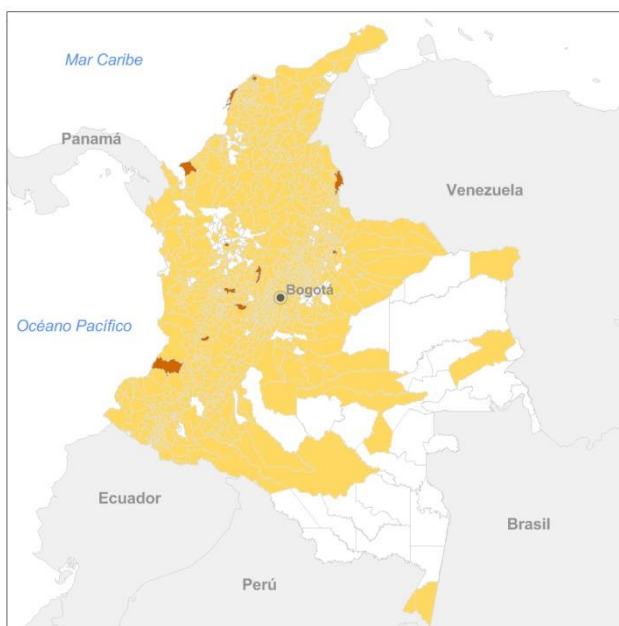 Mar Caribe
Panamá
Venezuela
Bogotá
Océano Pacífico
Ecuador
Brasil
Perú